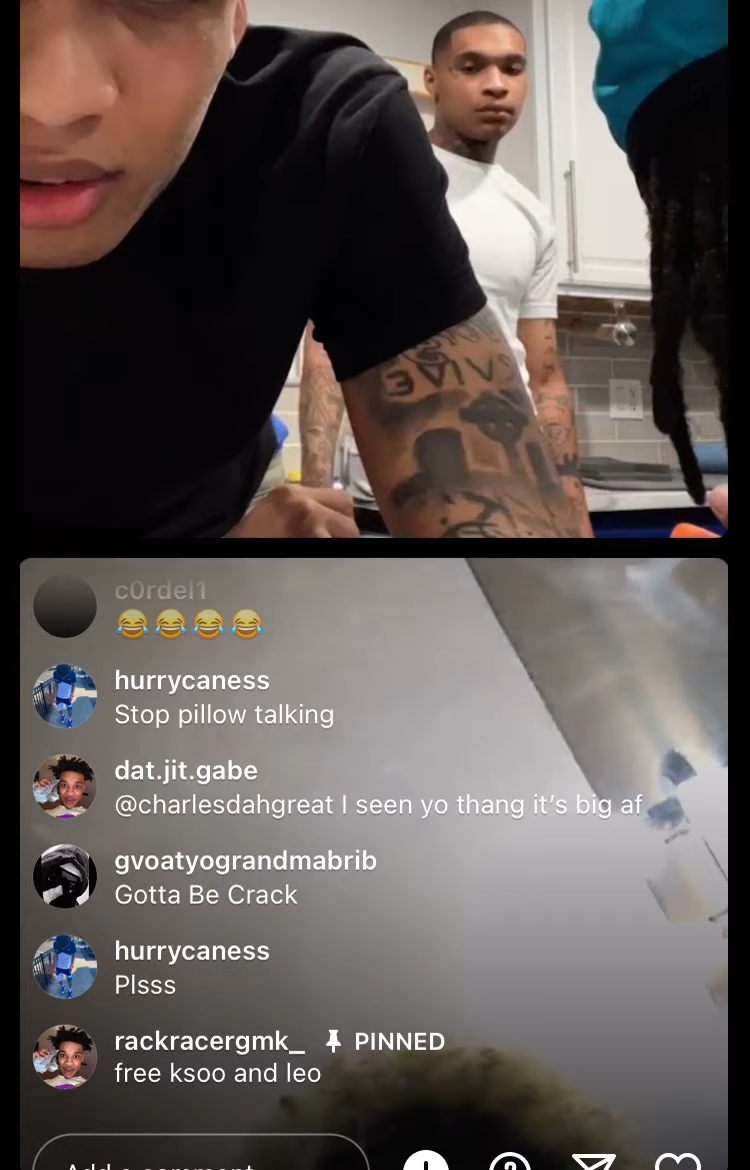 c0rdel1
😂😂😂😂
hurrycaness
Stop pillow talking
dat.jit.gabe
@charlesdahgreat I seen yo thang it’s big af
gvoatyograndmabrib
Gotta Be Crack
hurrycaness
Plsss
rackracergmk_ PINNED
free ksoo and leo
Add a comment